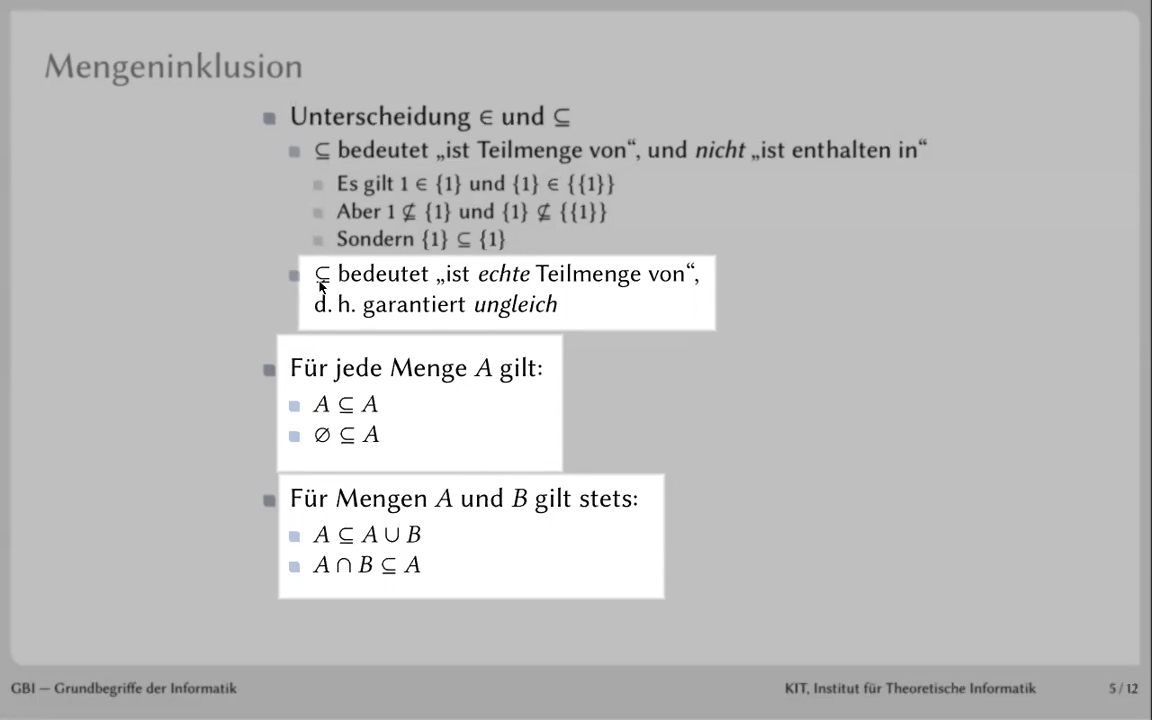 Mengeninklusion
Unterscheidung ∈ und ⊆
⊆ bedeutet „ist Teilmenge von“, und nicht „ist enthalten in“
Es gilt 1 ∈ {1} und {1} ∈ {{1}}
Aber 1 ⊈ {1} und {1} ⊈ {{1}}
Sondern {1} ⊆ {1}
⊊ bedeutet „ist echte Teilmenge von“,
d. h. garantiert ungleich
Für jede Menge A gilt:
A ⊆ A
∅ ⊆ A
Für Mengen A und B gilt stets:
A ⊆ A ∪ B
A ∩ B ⊆ A
GBI — Grundbegriffe der Informatik
KIT, Institut für Theoretische Informatik
5 / 12